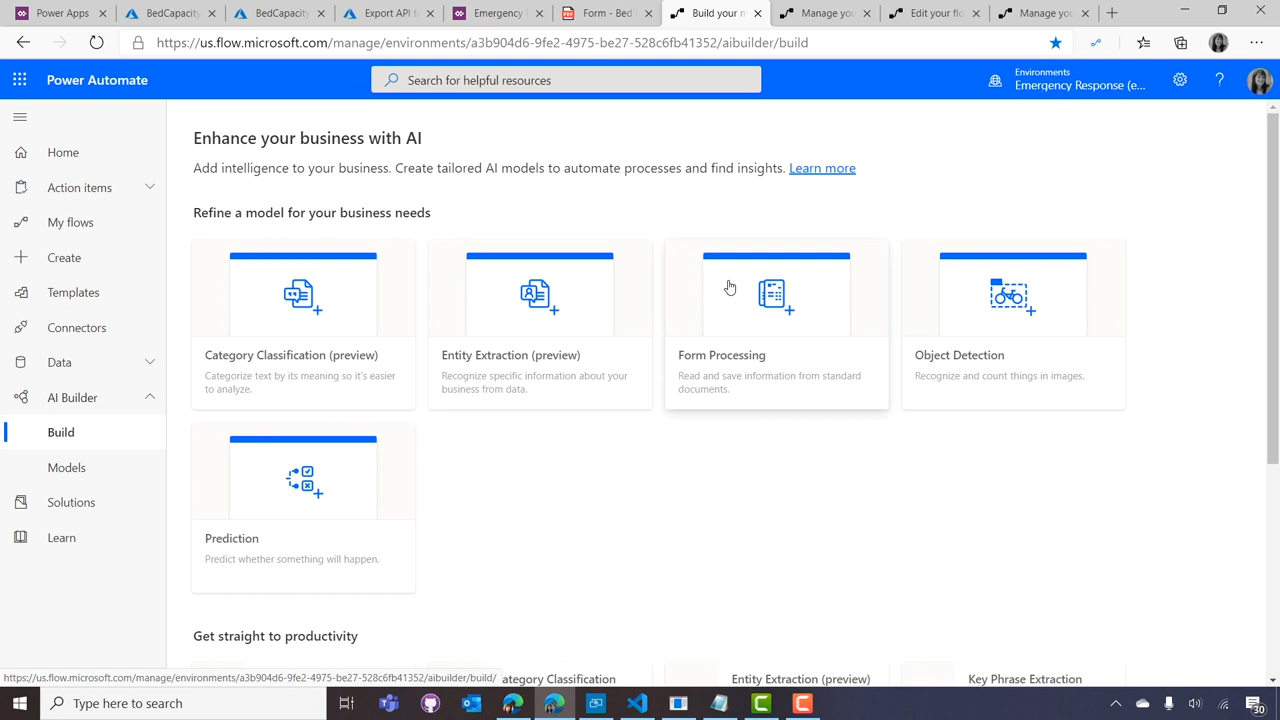 Power Apps
BedCapacity
BedCapacity
Export API t
Emergency
Form - Bed
Build your m
Manage you
Edit your flo
Manage you
https://us.flow.microsoft.com/manage/environments/a3b904d6-9fe2-4975-be27-528c6fb41352/aibuilder/build
Power Automate
Search for helpful resources
Environments
Emergency Response (e...
Enhance your business with AI
Add intelligence to your business. Create tailored AI models to automate processes and find insights. Learn more
Refine a model for your business needs
Home
Action items
My flows
Create
Templates
Connectors
Data
AI Builder
Build
Models
Solutions
Learn
Category Classification (preview)
Categorize text by its meaning so it's easier
to analyze.
Entity Extraction (preview)
Recognize specific information about your
business from data.
Form Processing
Read and save information from standard
documents.
Object Detection
Recognize and count things in images.
Prediction
Predict whether something will happen.
Get straight to productivity
ategory Classification
Entity Extraction (preview)
Key Phrase Extraction
https://us.flow.microsoft.com/manage/environments/a3b904d6-9fe2-4975-be27-528c6fb41352/aibuilder/build/
Type here to search
30